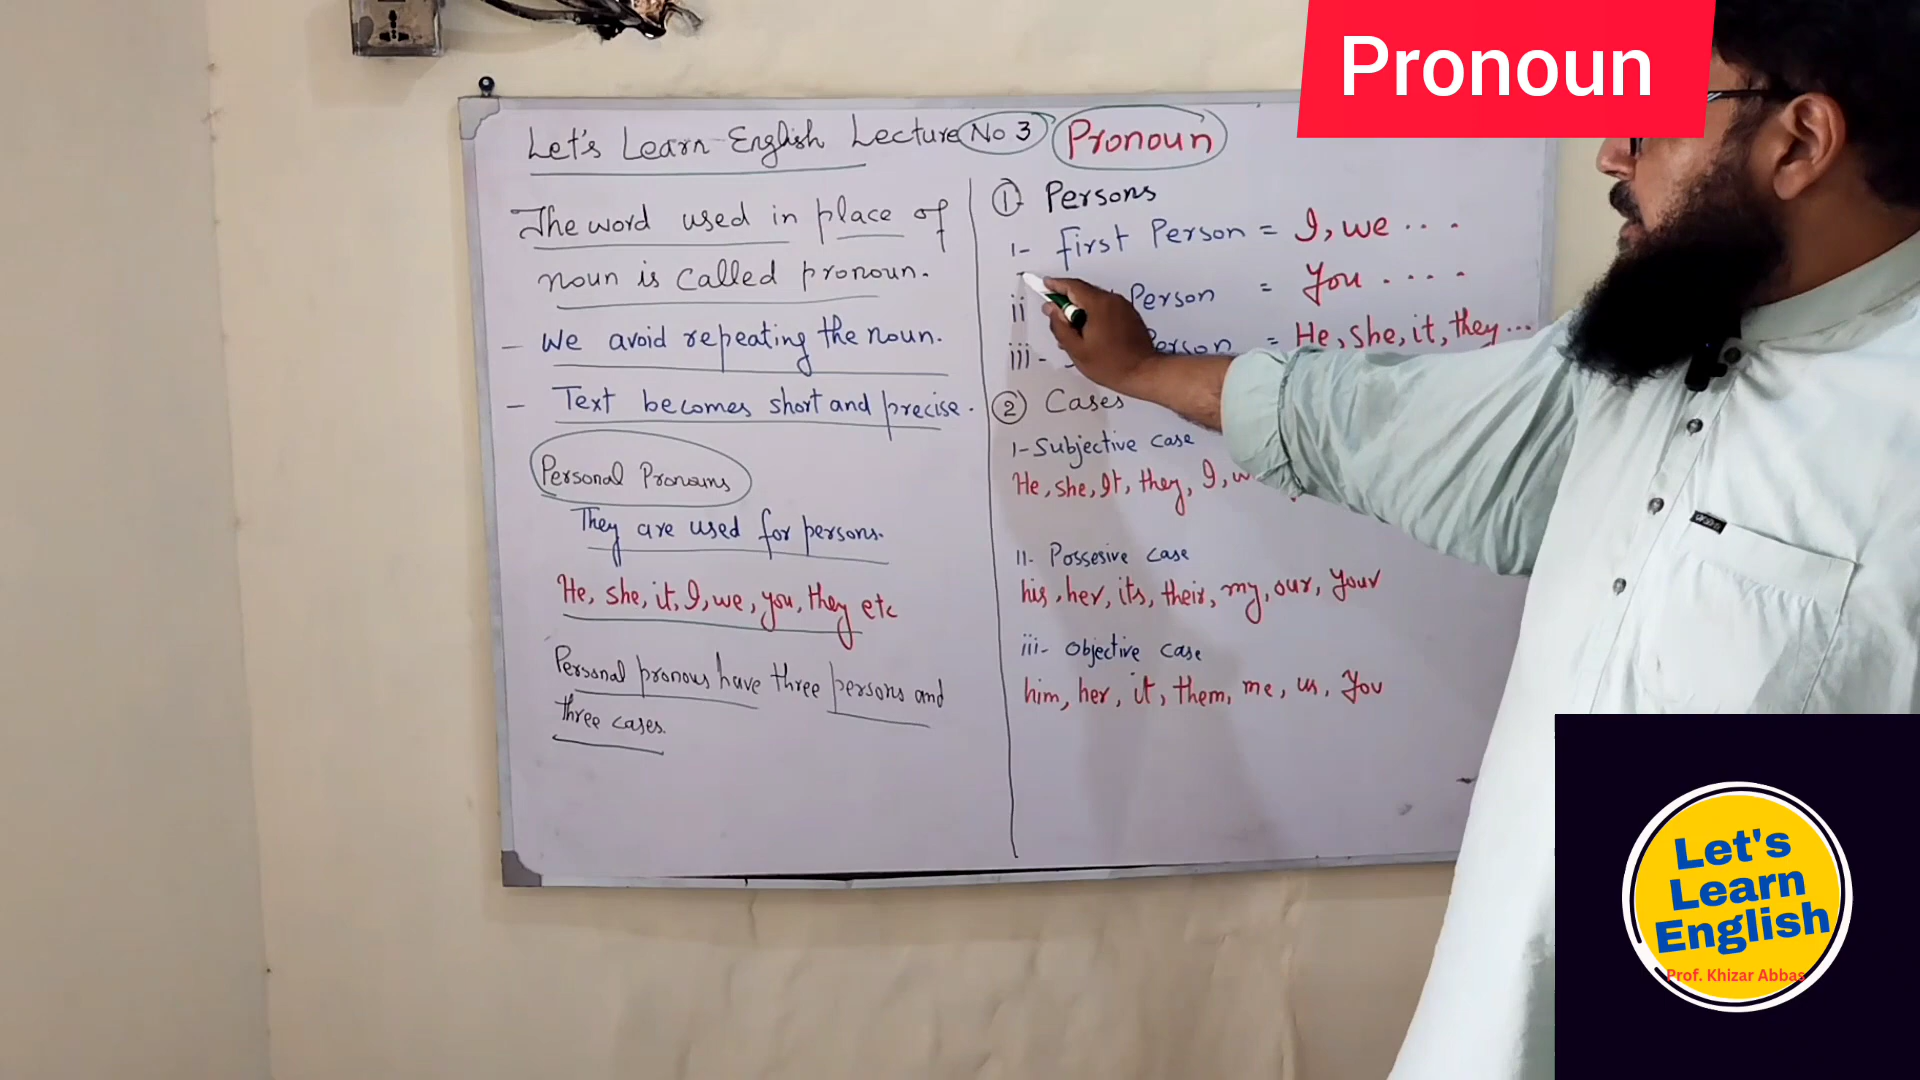 Pronoun
Let's Learn English Lecture No 3 Pronoun
The word used in place of
noun is called pronoun.
- We avoid repeating the noun.
- Text becomes short and precise.
Personal Pronouns
They are used for persons.
He, she, it, I, we, you, they etc
Personal pronous have three persons and
three cases.
① Persons
1- First Person = I, we ...
ii Person = You ....
iii- Person = He, she, it, they...
② Cases
1- Subjective case
He, she, It, they, I,
11- Possesive case
his, her, its, their, my, our, Your
iii- Objective case
him, her, it, them, me, us, You
Let's
Learn
English
Prof. Khizar Abbas